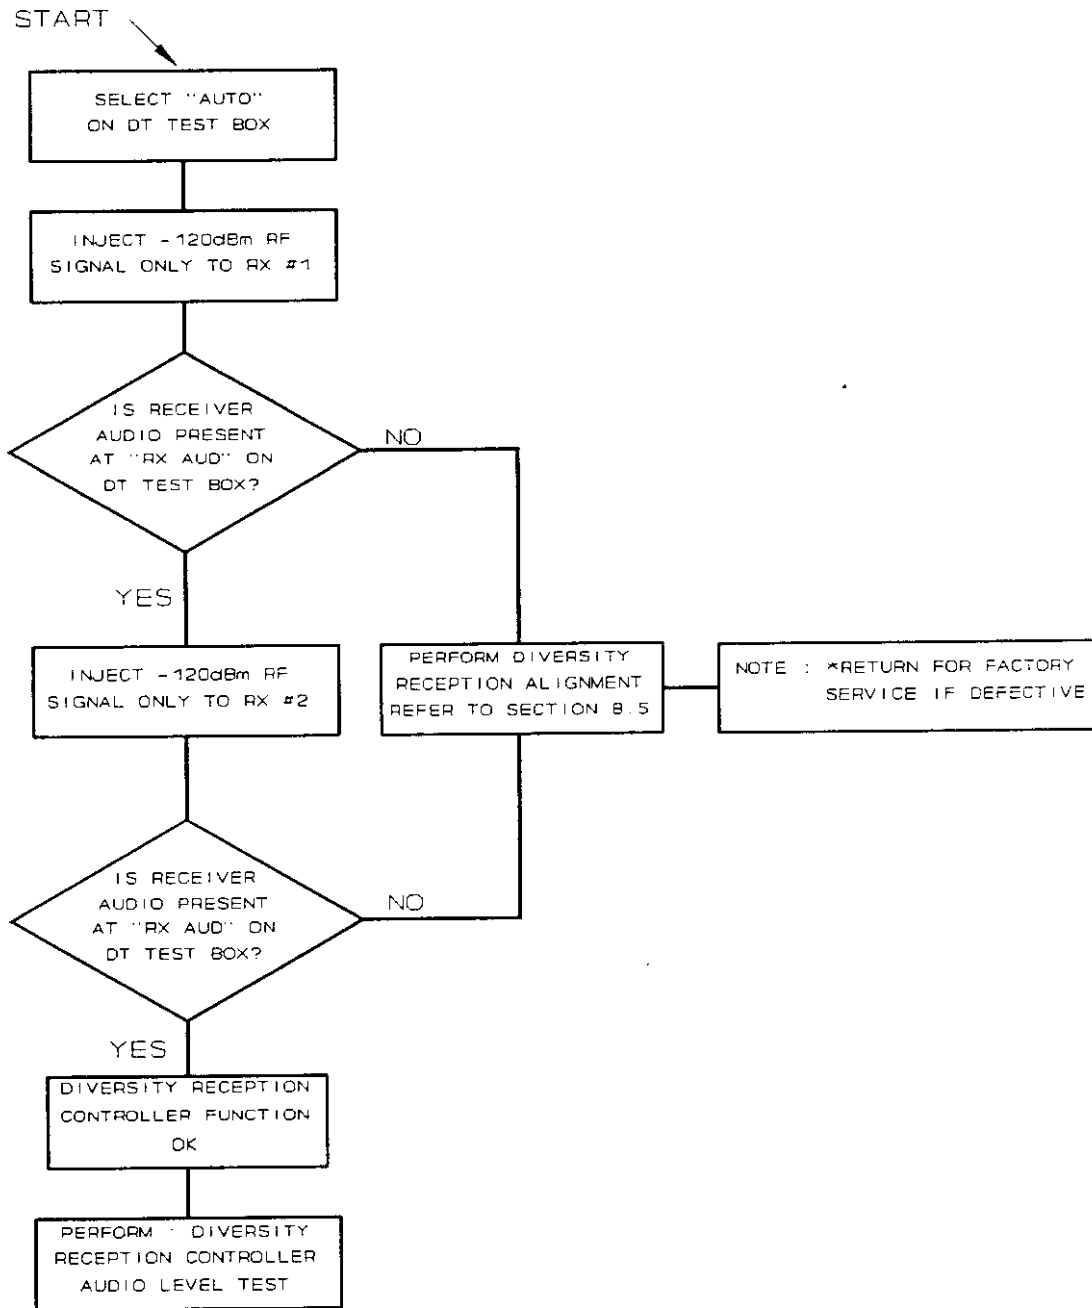 START
SELECT "AUTO"
ON DT TEST BOX
INJECT -120dBm RF
SIGNAL ONLY TO RX #1
IS RECEIVER
AUDIO PRESENT
AT "RX AUD" ON
DT TEST BOX?
NO
YES
INJECT -120dBm RF
SIGNAL ONLY TO RX #2
PERFORM DIVERSITY
RECEPTION ALIGNMENT
REFER TO SECTION 8.5
NOTE : *RETURN FOR FACTORY
SERVICE IF DEFECTIVE
IS RECEIVER
AUDIO PRESENT
AT "RX AUD" ON
DT TEST BOX?
NO
YES
DIVERSITY RECEPTION
CONTROLLER FUNCTION
OK
PERFORM : DIVERSITY
RECEPTION CONTROLLER
AUDIO LEVEL TEST